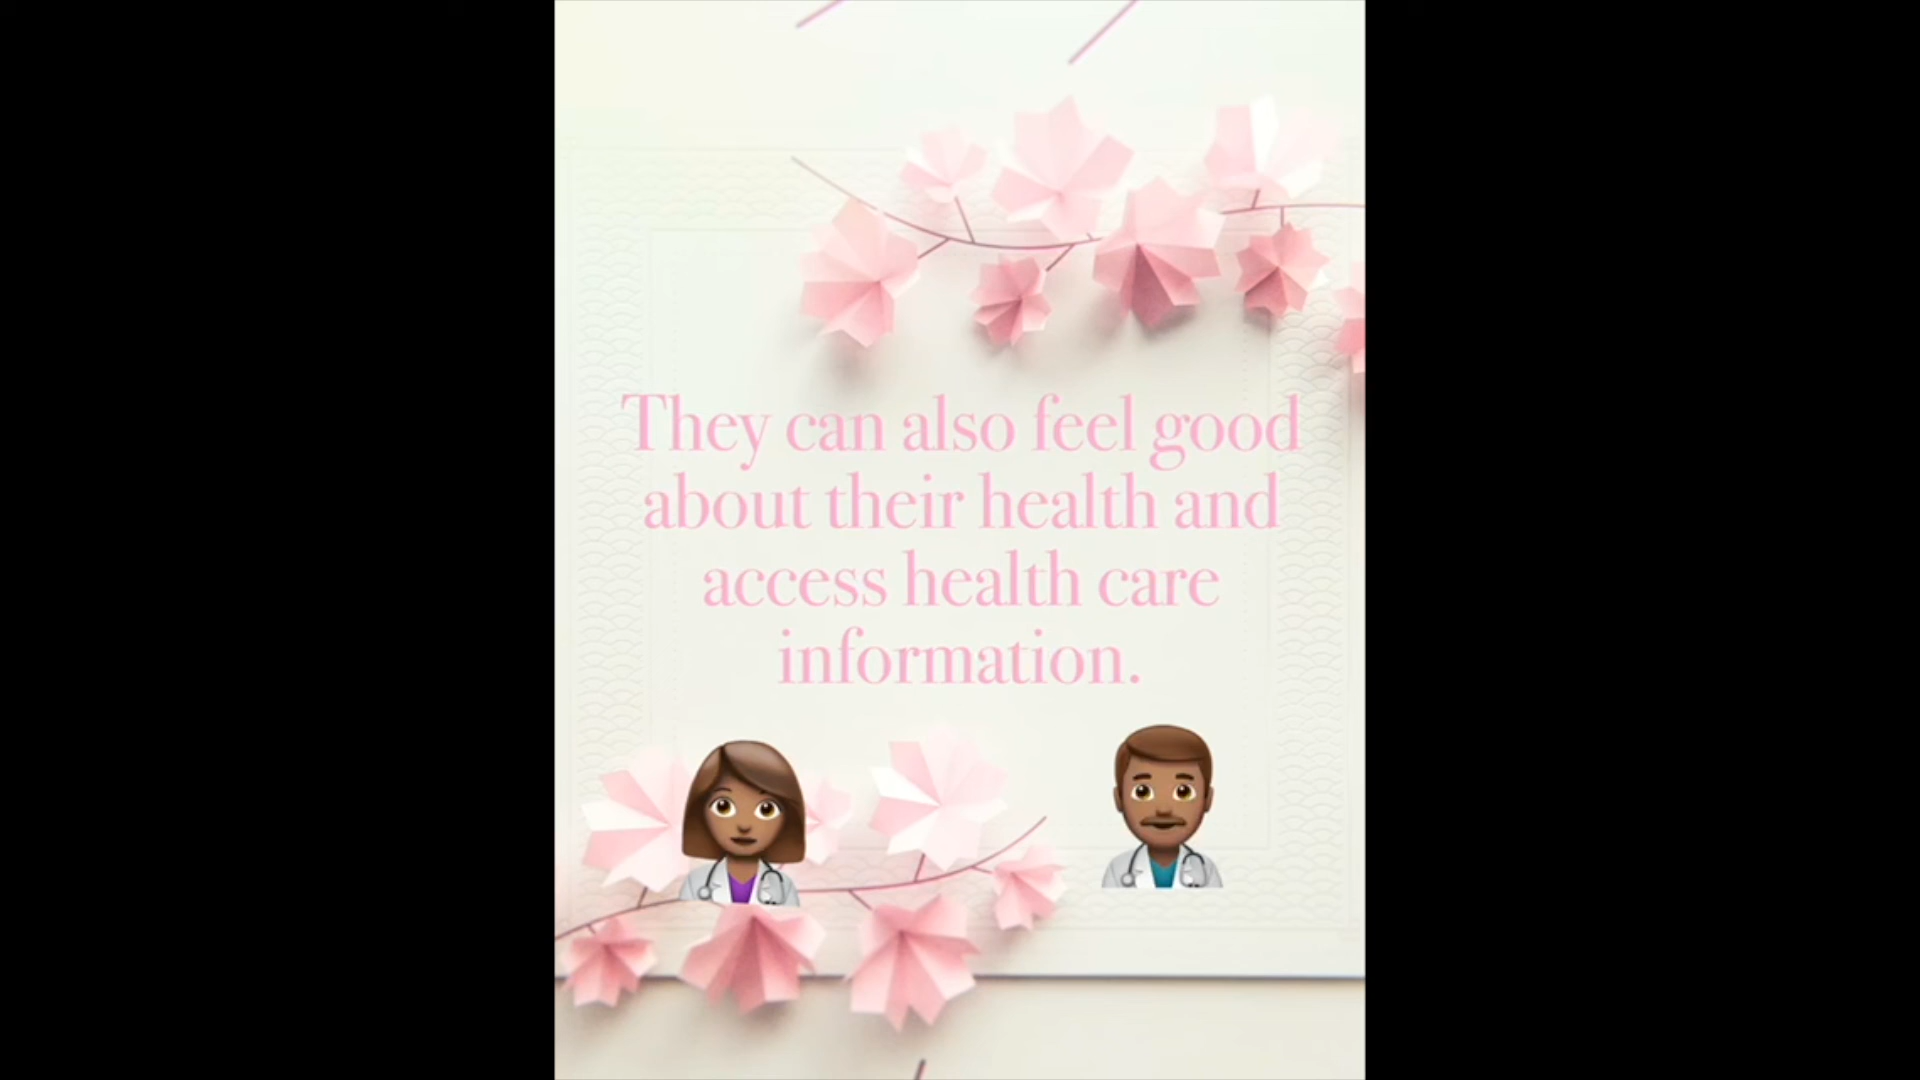 They can also feel good
about their health and
access health care
information.